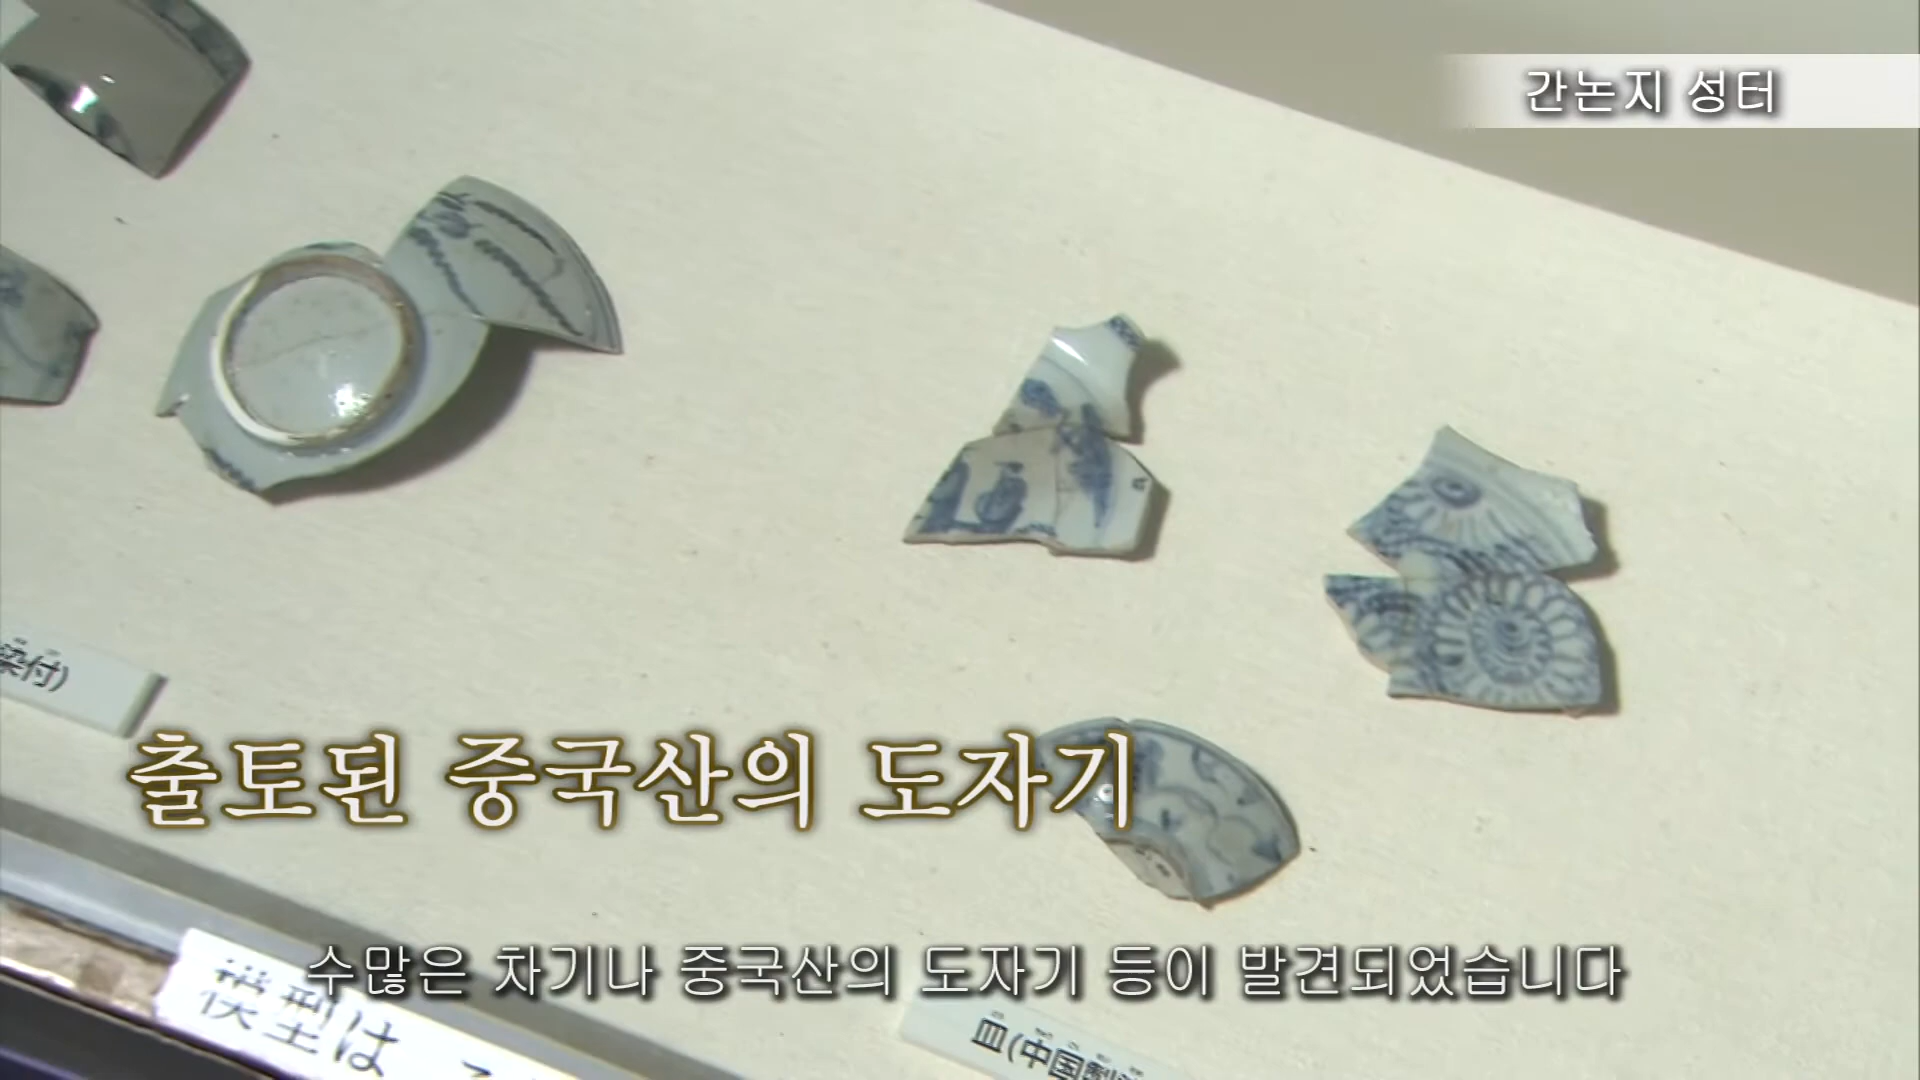 간논지 성터
染付)
출토된 중국산의 도자기
수많은 차기나 중국산의 도자기 등이 발견되었습니다
模型は
目(中国製